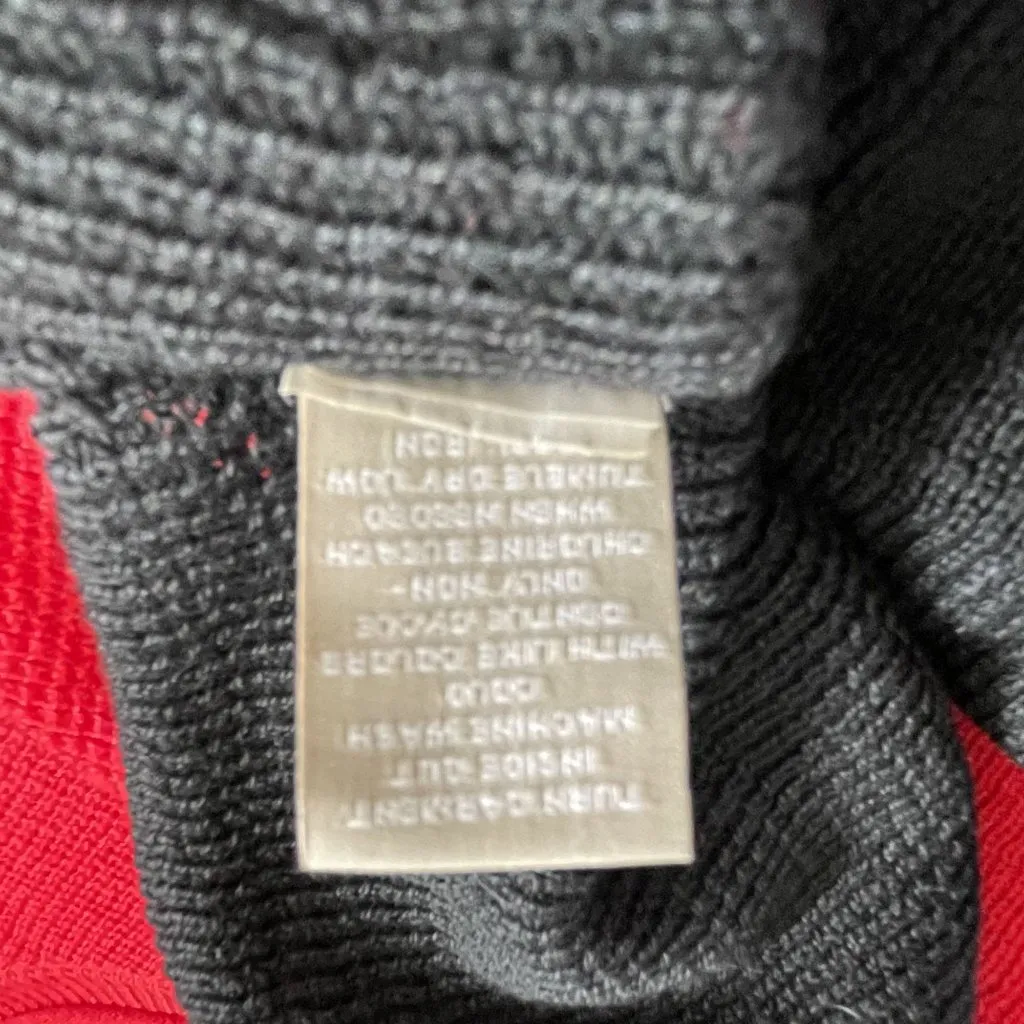 TURN GARMENT
INSIDE OUT
MACHINE WASH
COLD
WITH LIKE COLORS
GENTLE CYCLE
ONLY NON -
CHLORINE BLEACH
WHEN NEEDED
TUMBLE DRY LOW
IRON